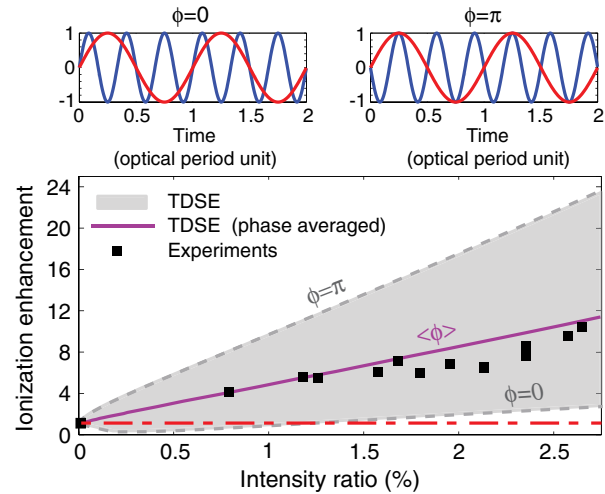 ϕ=0
1
0
-1
0 0.5 1 1.5 2
Time
(optical period unit)
ϕ=π
1
0
-1
0 0.5 1 1.5 2
Time
(optical period unit)
Ionization enhancement
24
20
16
12
8
4
0
TDSE
TDSE (phase averaged)
Experiments
ϕ=π
<ϕ>
ϕ=0
0 0.5 1 1.5 2 2.5
Intensity ratio (%)